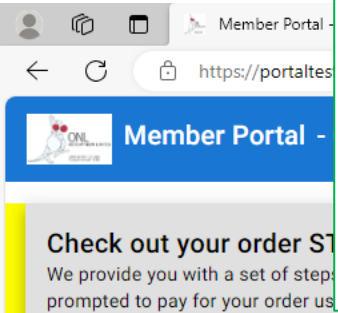 Member Portal -
https://portaltes
ONL
Member Portal -
Check out your order ST
We provide you with a set of steps
prompted to pay for your order us